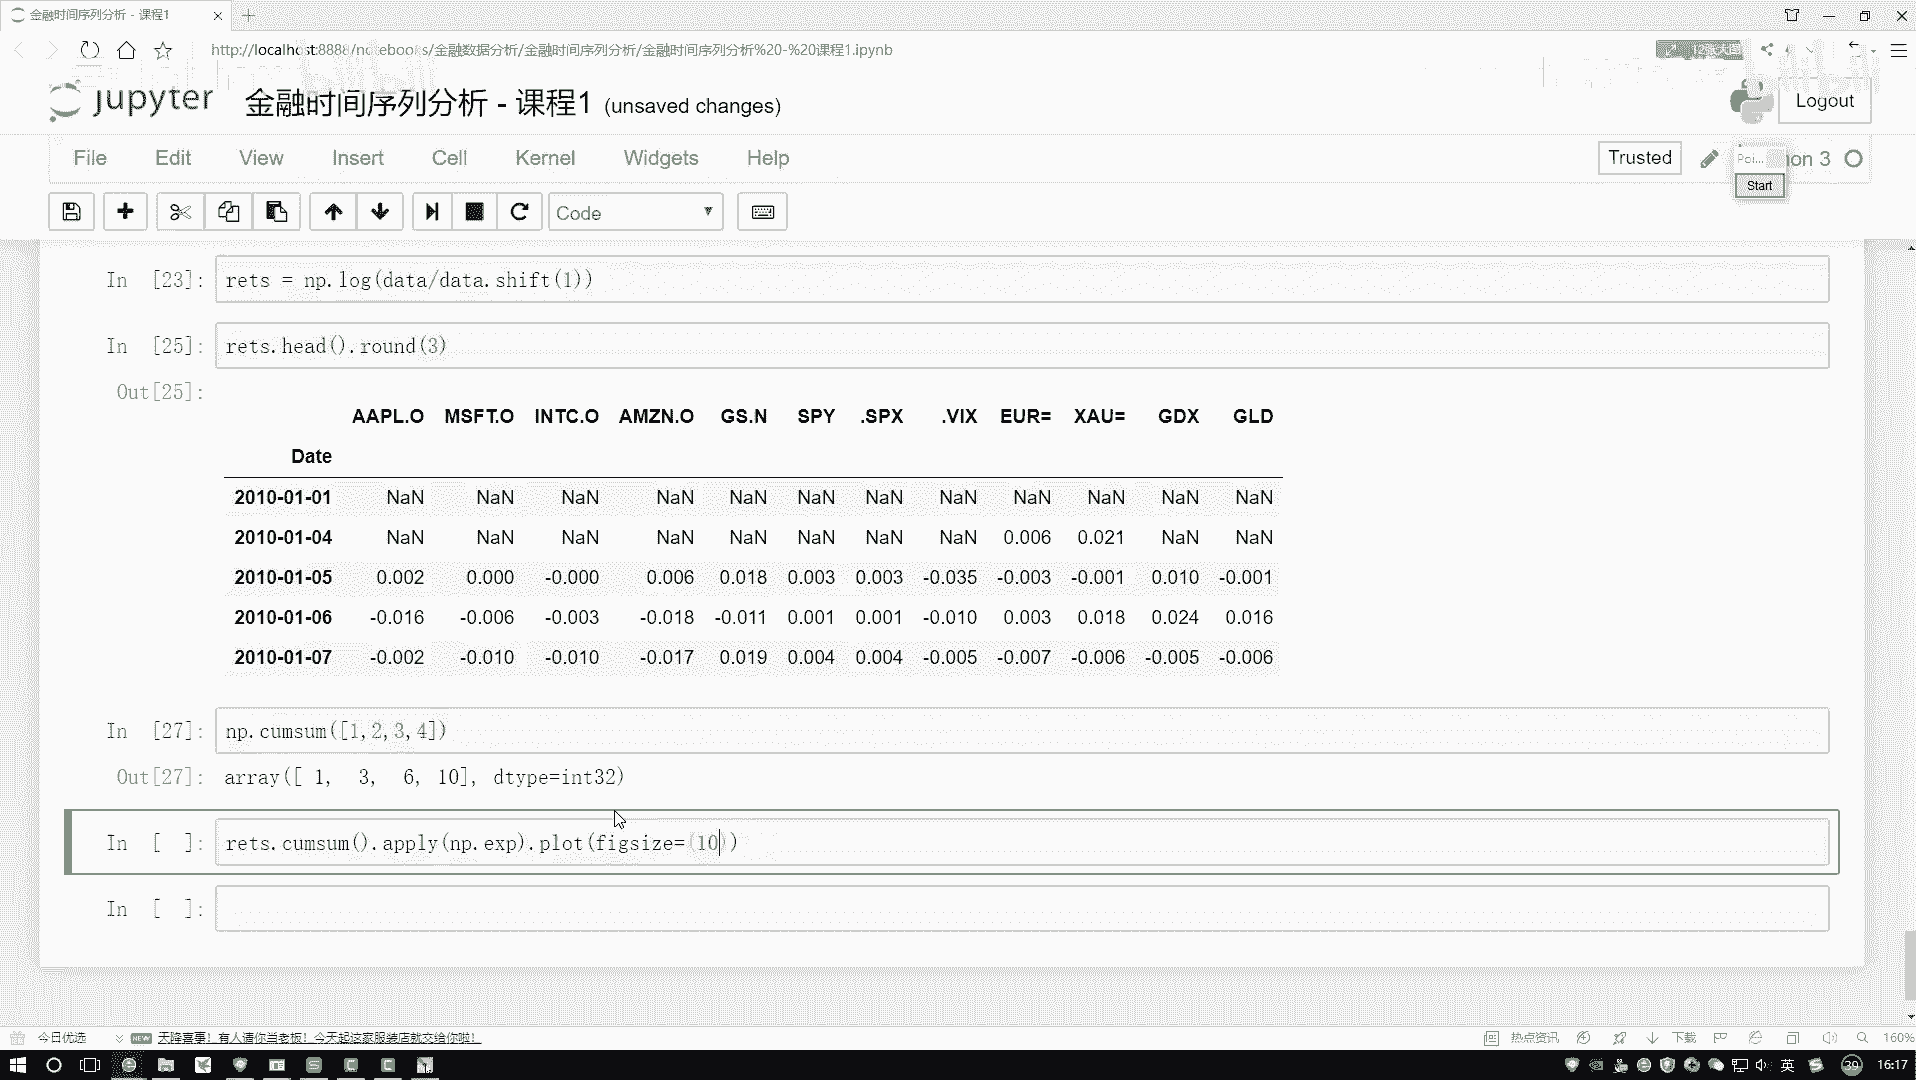 金融时间序列分析 - 课程1
http://localhost:8888/notebooks/金融数据分析/金融时间序列分析/金融时间序列分析%20-%20课程1.ipynb
12张大图
jupyter 金融时间序列分析 - 课程1 (unsaved changes)
Logout
File Edit View Insert Cell Kernel Widgets Help
Trusted
Poi...
on 3
Start
Code
In [23]: rets = np.log(data/data.shift(1))
In [25]: rets.head().round(3)
Out[25]:
AAPL.O MSFT.O INTC.O AMZN.O GS.N SPY .SPX .VIX EUR= XAU= GDX GLD
Date
2010-01-01 NaN NaN NaN NaN NaN NaN NaN NaN NaN NaN NaN NaN
2010-01-04 NaN NaN NaN NaN NaN NaN NaN NaN 0.006 0.021 NaN NaN
2010-01-05 0.002 0.000 -0.000 0.006 0.018 0.003 0.003 -0.035 -0.003 -0.001 0.010 -0.001
2010-01-06 -0.016 -0.006 -0.003 -0.018 -0.011 0.001 0.001 -0.010 0.003 0.018 0.024 0.016
2010-01-07 -0.002 -0.010 -0.010 -0.017 0.019 0.004 0.004 -0.005 -0.007 -0.006 -0.005 -0.006
In [27]: np.cumsum([1,2,3,4])
Out[27]: array([ 1, 3, 6, 10], dtype=int32)
In [ ]: rets.cumsum().apply(np.exp).plot(figsize=(10))
In [ ]:
今日优选
NEW 天降喜事！有人请你当老板！今天起这家服装店就交给你啦！
热点资讯
下载
160%
英
39
16:17